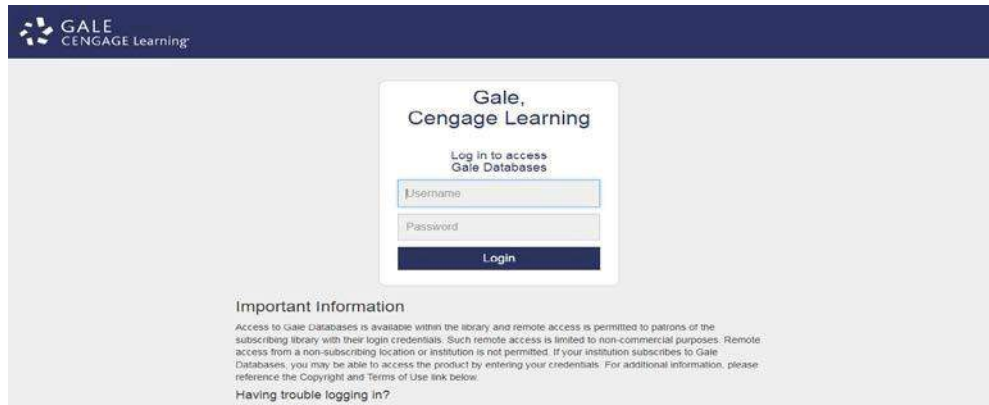 GALE
CENGAGE Learning
Gale,
Cengage Learning
Log in to access
Gale Databases
Username
Password
Login
Important Information
Access to Gale Databases is available within the library and remote access is permitted to patrons of the
subscribing library with their login credentials. Such remote access is limited to non-commercial purposes. Remote
access from a non-subscribing location or institution is not permitted. If your institution subscribes to Gale
Databases, you may be able to access the product by entering your credentials. For additional information, please
reference the Copyright and Terms of Use link below.
Having trouble logging in?